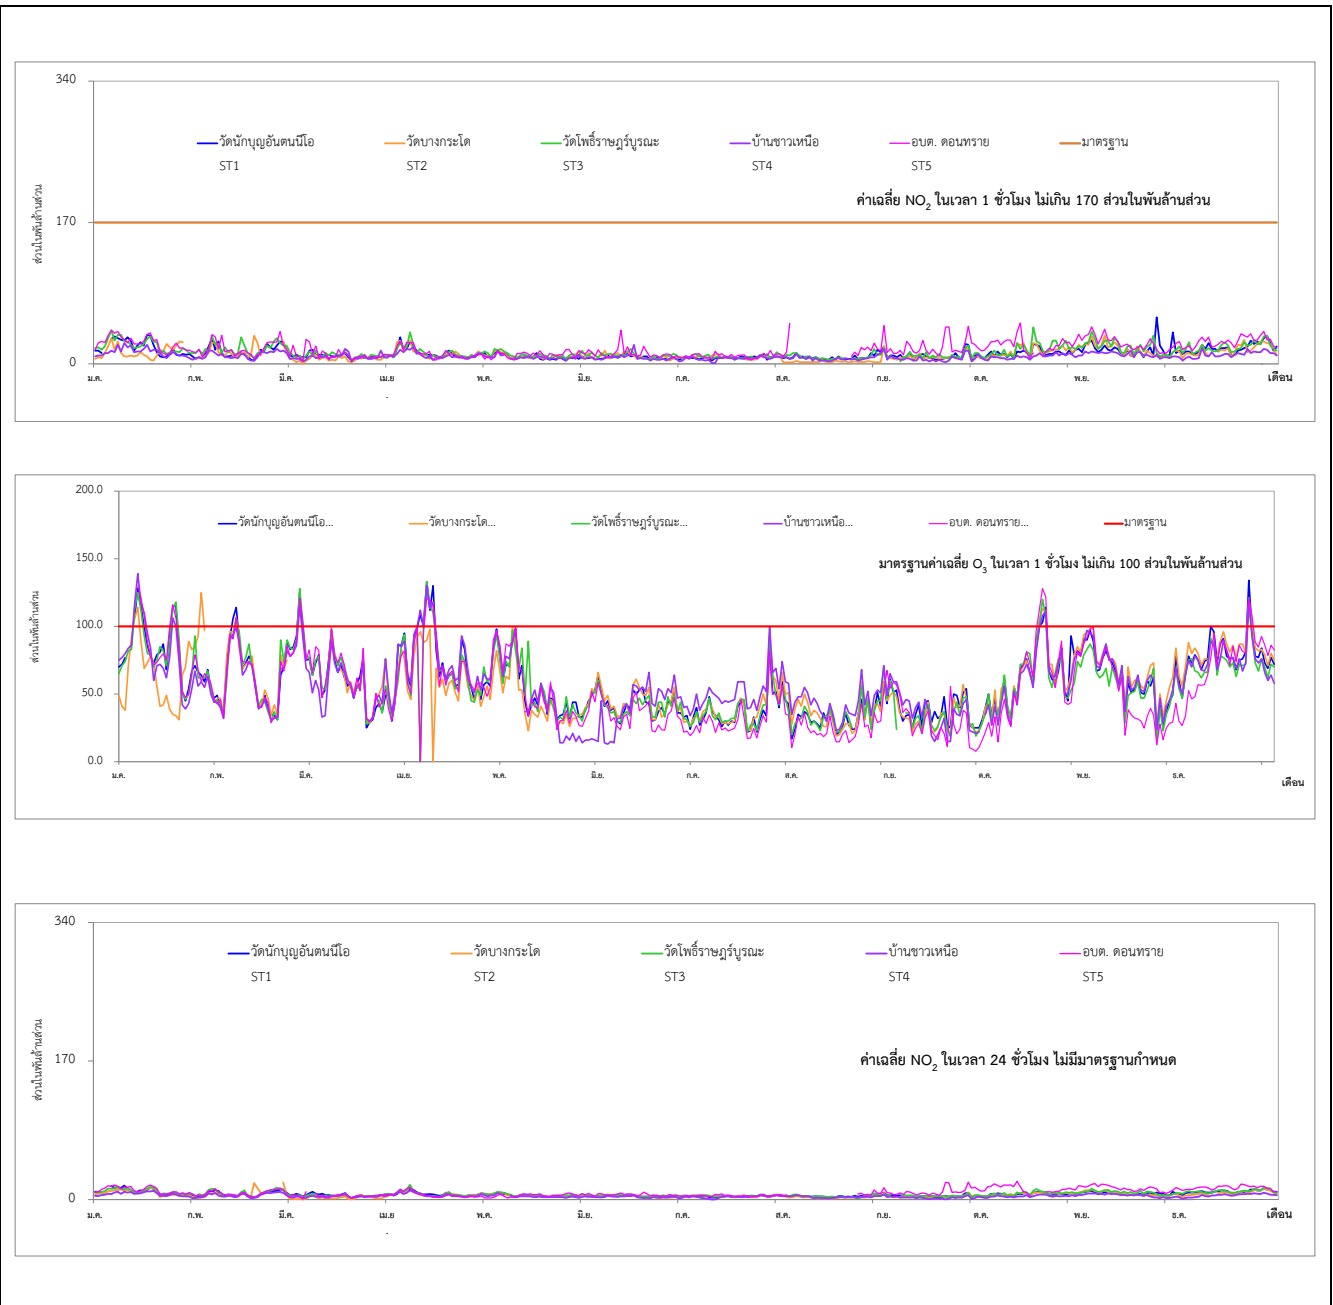 340
วัดนักบุญอันตนนีโอ วัดบางกระโด วัดโพธิ์ราษฎร์บูรณะ บ้านชาวเหนือ อบต. ดอนทราย มาตรฐาน
ST1 ST2 ST3 ST4 ST5
ค่าเฉลี่ย NO2 ในเวลา 1 ชั่วโมง ไม่เกิน 170 ส่วนในพันล้านส่วน
170
ส่วนในพันล้านส่วน
0
ม.ค. ก.พ. มี.ค. เม.ย พ.ค. มิ.ย. ก.ค. ส.ค. ก.ย. ต.ค. พ.ย. ธ.ค. เดือน
200.0
วัดนักบุญอันตนนีโอ... วัดบางกระโด... วัดโพธิ์ราษฎร์บูรณะ... บ้านชาวเหนือ... อบต. ดอนทราย... มาตรฐาน
150.0
มาตรฐานค่าเฉลี่ย O3 ในเวลา 1 ชั่วโมง ไม่เกิน 100 ส่วนในพันล้านส่วน
100.0
ส่วนในพันล้านส่วน
50.0
0.0
ม.ค. ก.พ. มี.ค. เม.ย. พ.ค. มิ.ย. ก.ค. ส.ค. ก.ย. ต.ค. พ.ย. ธ.ค.
เดือน
340
วัดนักบุญอันตนนีโอ วัดบางกระโด วัดโพธิ์ราษฎร์บูรณะ บ้านชาวเหนือ อบต. ดอนทราย
ST1 ST2 ST3 ST4 ST5
170
ค่าเฉลี่ย NO2 ในเวลา 24 ชั่วโมง ไม่มีมาตรฐานกำหนด
ส่วนในพันล้านส่วน
0
ม.ค. ก.พ. มี.ค. เม.ย พ.ค. มิ.ย. ก.ค. ส.ค. ก.ย. ต.ค. พ.ย. ธ.ค. เดือน